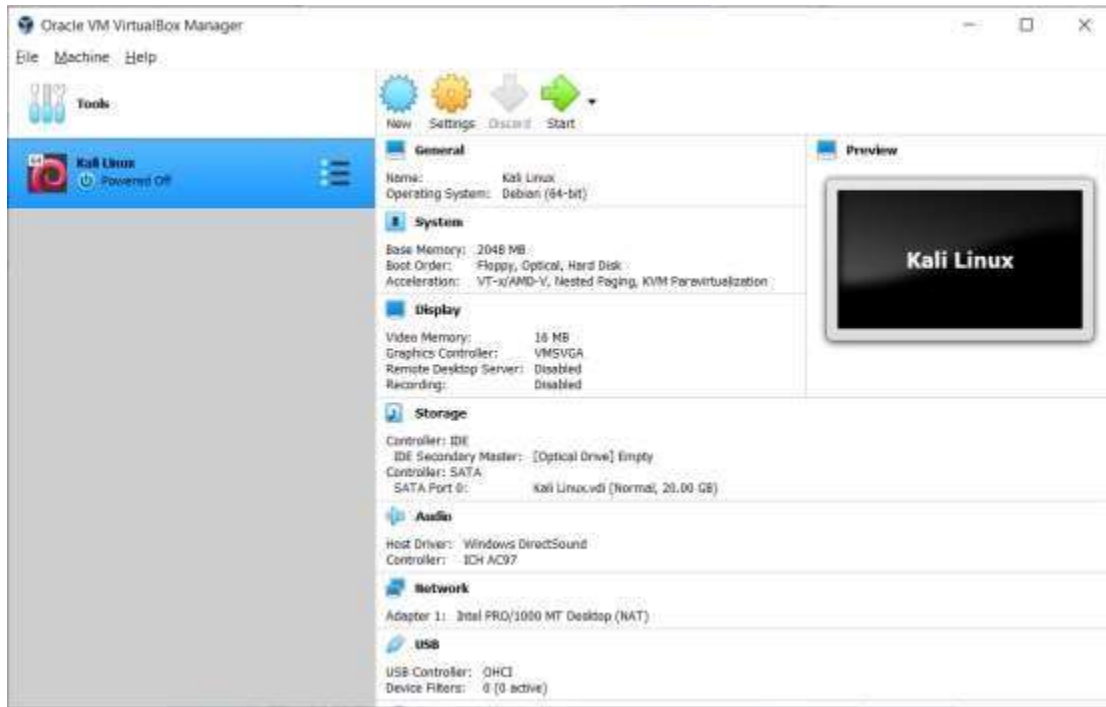 Oracle VM VirtualBox Manager
File Machine Help
Tools
New Settings Discard Start
Kali Linux
Powered Off
General
Name: Kali Linux
Operating System: Debian (64-bit)
Preview
Kali Linux
System
Base Memory: 2048 MB
Boot Order: Floppy, Optical, Hard Disk
Acceleration: VT-x/AMD-V, Nested Paging, KVM Paravirtualization
Display
Video Memory: 16 MB
Graphics Controller: VMSVGA
Remote Desktop Server: Disabled
Recording: Disabled
Storage
Controller: IDE
IDE Secondary Master: [Optical Drive] Empty
Controller: SATA
SATA Port 0: Kali Linux.vdi (Normal, 20.00 GB)
Audio
Host Driver: Windows DirectSound
Controller: ICH AC97
Network
Adapter 1: Intel PRO/1000 MT Desktop (NAT)
USB
USB Controller: OHCI
Device Filters: 0 (0 active)